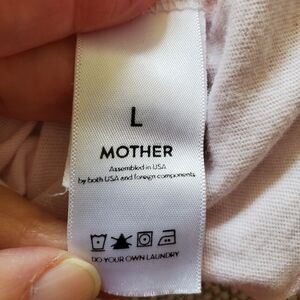 L
MOTHER
Assembled in USA
by both USA and foreign components
DO YOUR OWN LAUNDRY